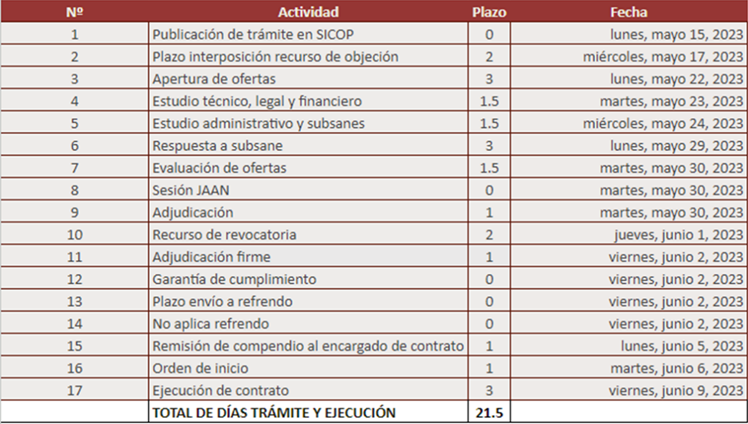 Nº Actividad Plazo Fecha
1 Publicación de trámite en SICOP 0 lunes, mayo 15, 2023
2 Plazo interposición recurso de objeción 2 miércoles, mayo 17, 2023
3 Apertura de ofertas 3 lunes, mayo 22, 2023
4 Estudio técnico, legal y financiero 1.5 martes, mayo 23, 2023
5 Estudio administrativo y subsanes 1.5 miércoles, mayo 24, 2023
6 Respuesta a subsane 3 lunes, mayo 29, 2023
7 Evaluación de ofertas 1.5 martes, mayo 30, 2023
8 Sesión JAAN 0 martes, mayo 30, 2023
9 Adjudicación 1 martes, mayo 30, 2023
10 Recurso de revocatoria 2 jueves, junio 1, 2023
11 Adjudicación firme 1 viernes, junio 2, 2023
12 Garantía de cumplimiento 0 viernes, junio 2, 2023
13 Plazo envío a refrendo 0 viernes, junio 2, 2023
14 No aplica refrendo 0 viernes, junio 2, 2023
15 Remisión de compendio al encargado de contrato 1 lunes, junio 5, 2023
16 Orden de inicio 1 martes, junio 6, 2023
17 Ejecución de contrato 3 viernes, junio 9, 2023
TOTAL DE DÍAS TRÁMITE Y EJECUCIÓN 21.5